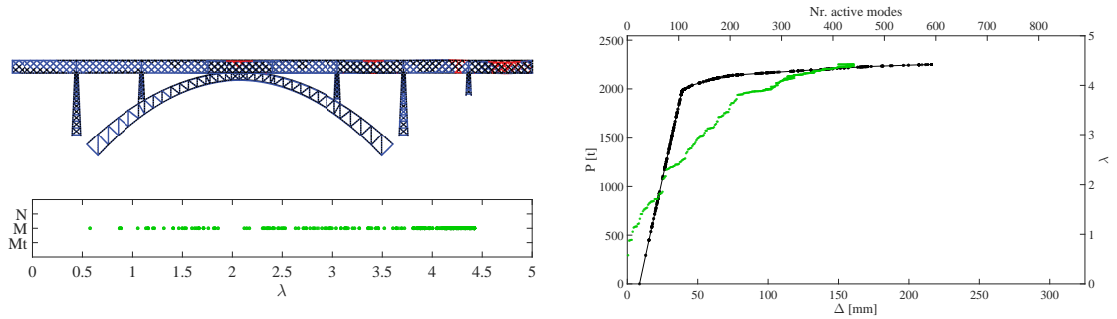 N
M
Mt
0 0.5 1 1.5 2 2.5 3 3.5 4 4.5 5
λ
Nr. active modes
0 100 200 300 400 500 600 700 800
2500
2000
1500
1000
500
0
P [t]
5
4
3
2
1
0
λ
0 50 100 150 200 250 300
Δ [mm]